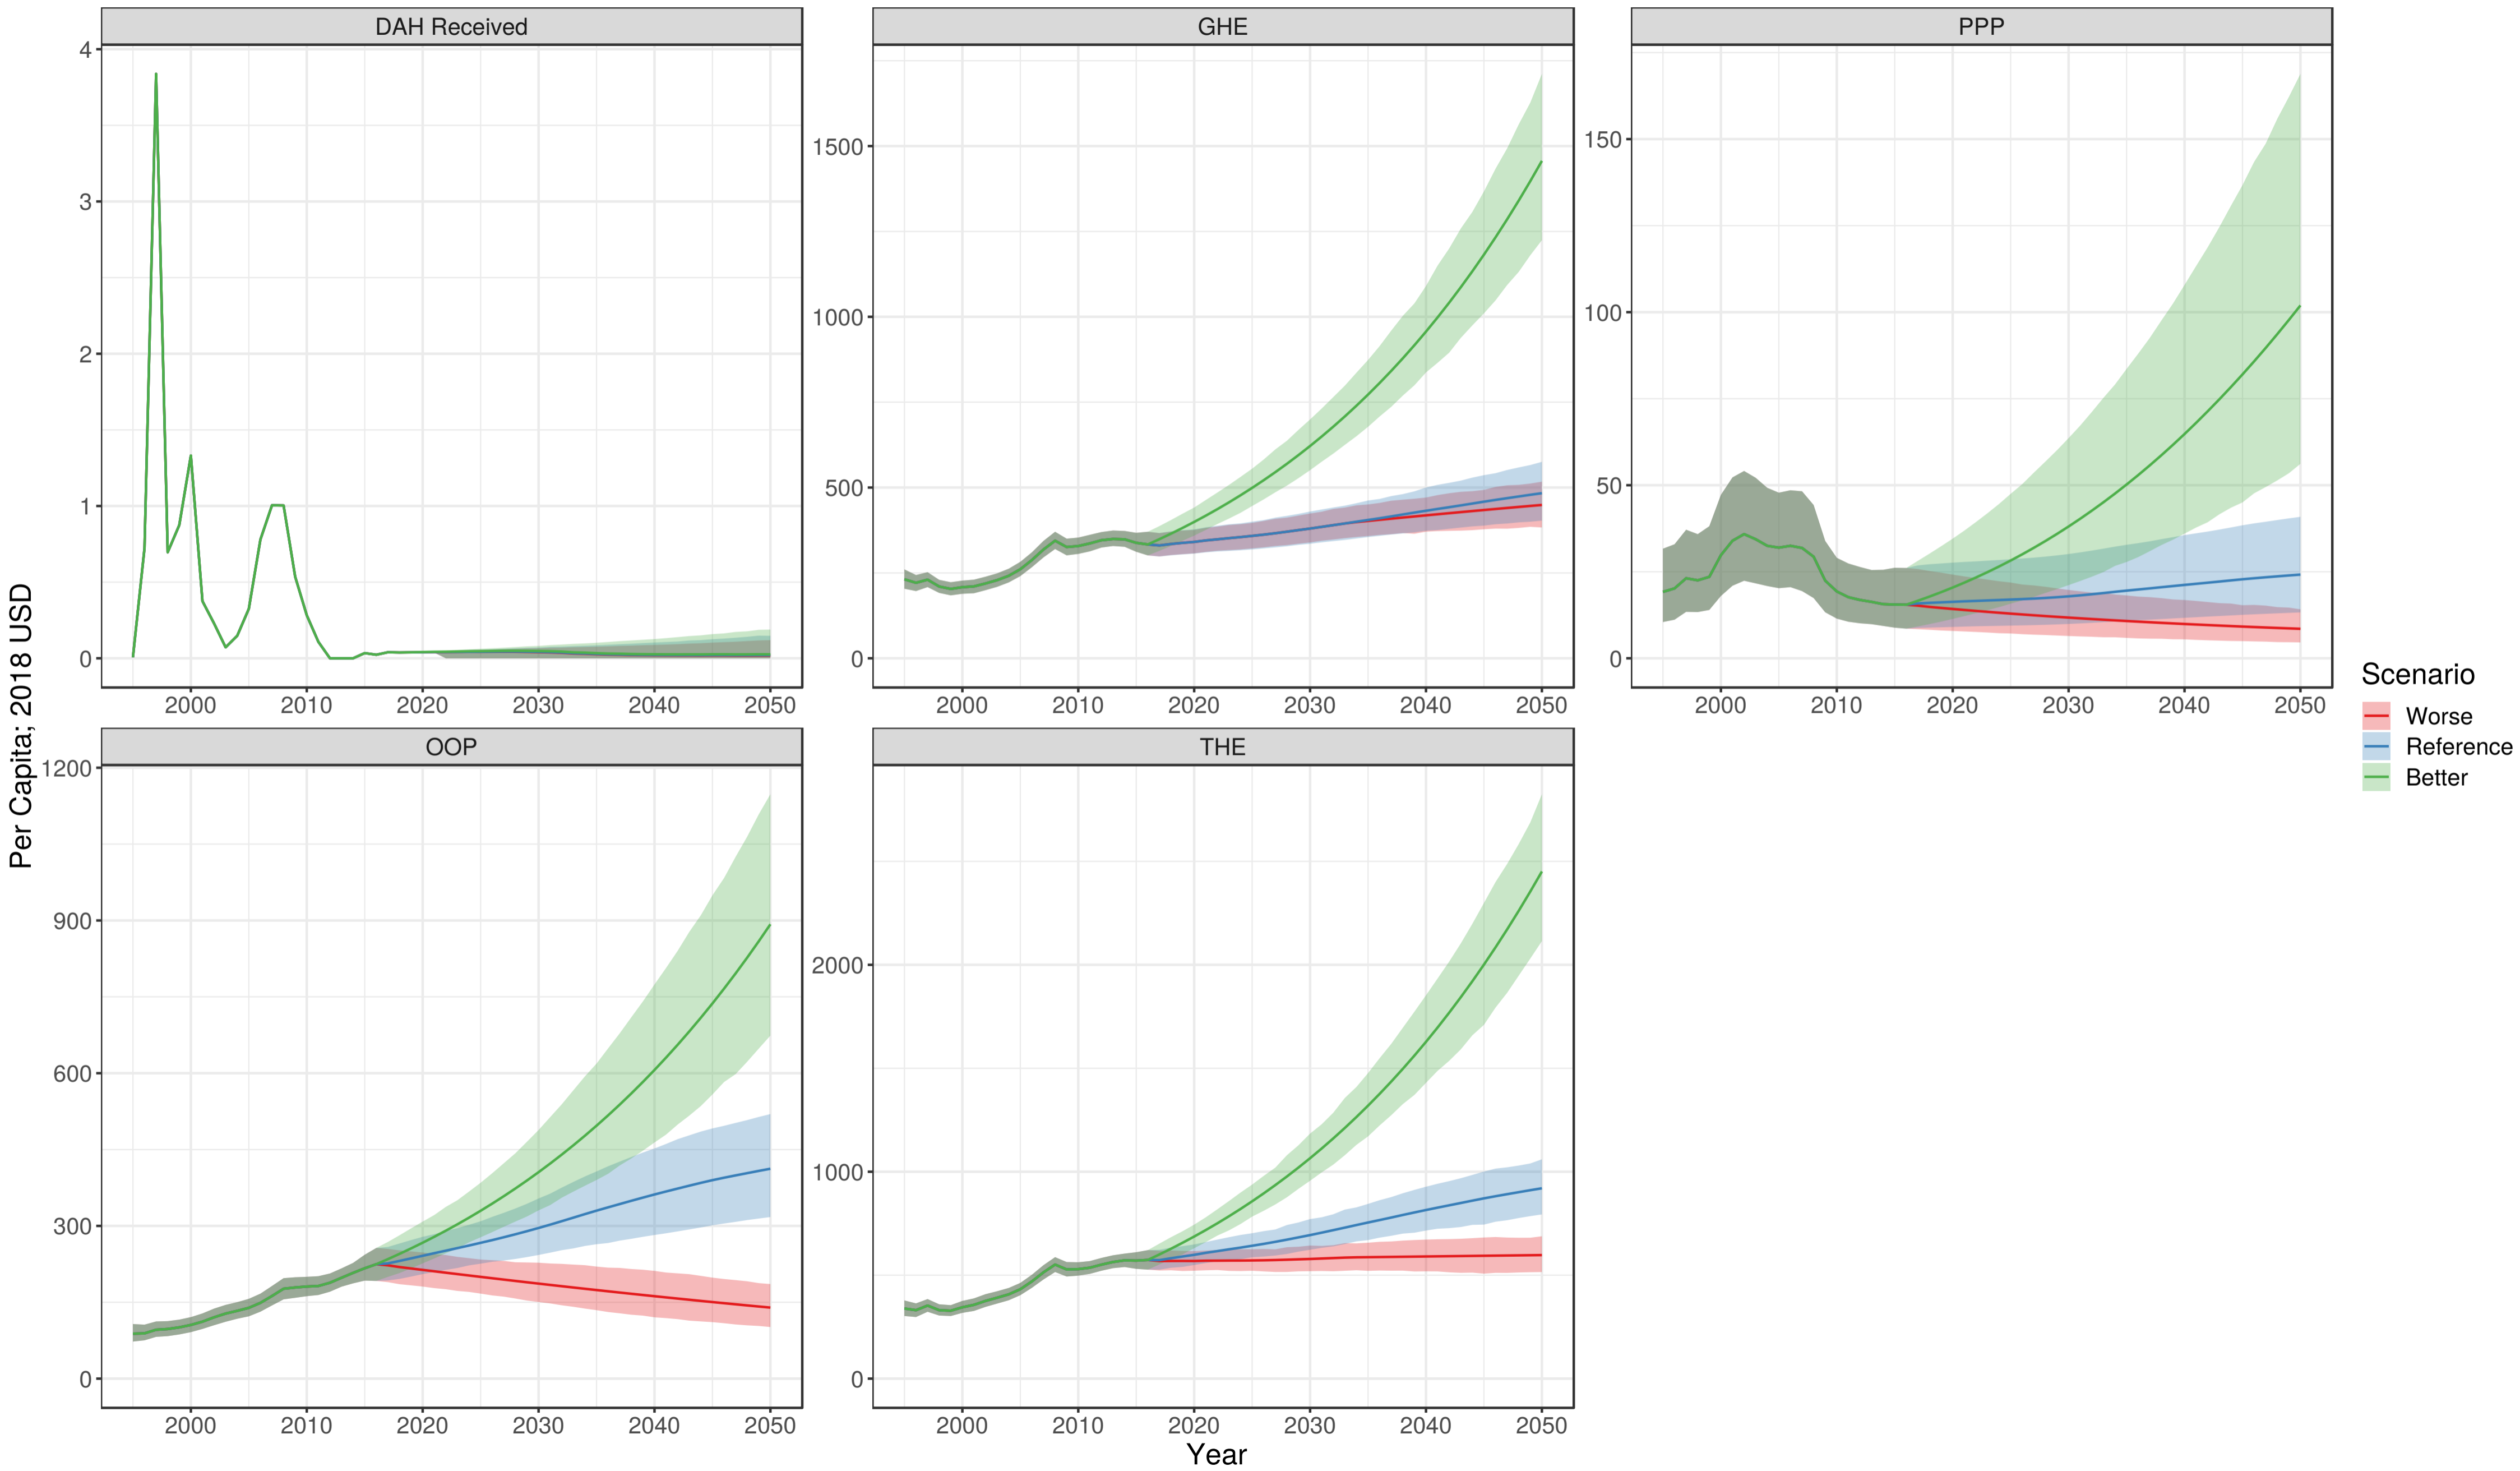 DAH Received
GHE
PPP
4
3
2
1
0
2000 2010 2020 2030 2040 2050
1500
1000
500
0
2000 2010 2020 2030 2040 2050
150
100
50
0
2000 2010 2020 2030 2040 2050
OOP
THE
1200
900
600
300
0
2000 2010 2020 2030 2040 2050
2000
1000
0
2000 2010 2020 2030 2040 2050
Per Capita; 2018 USD
Year
Scenario
Worse
Reference
Better